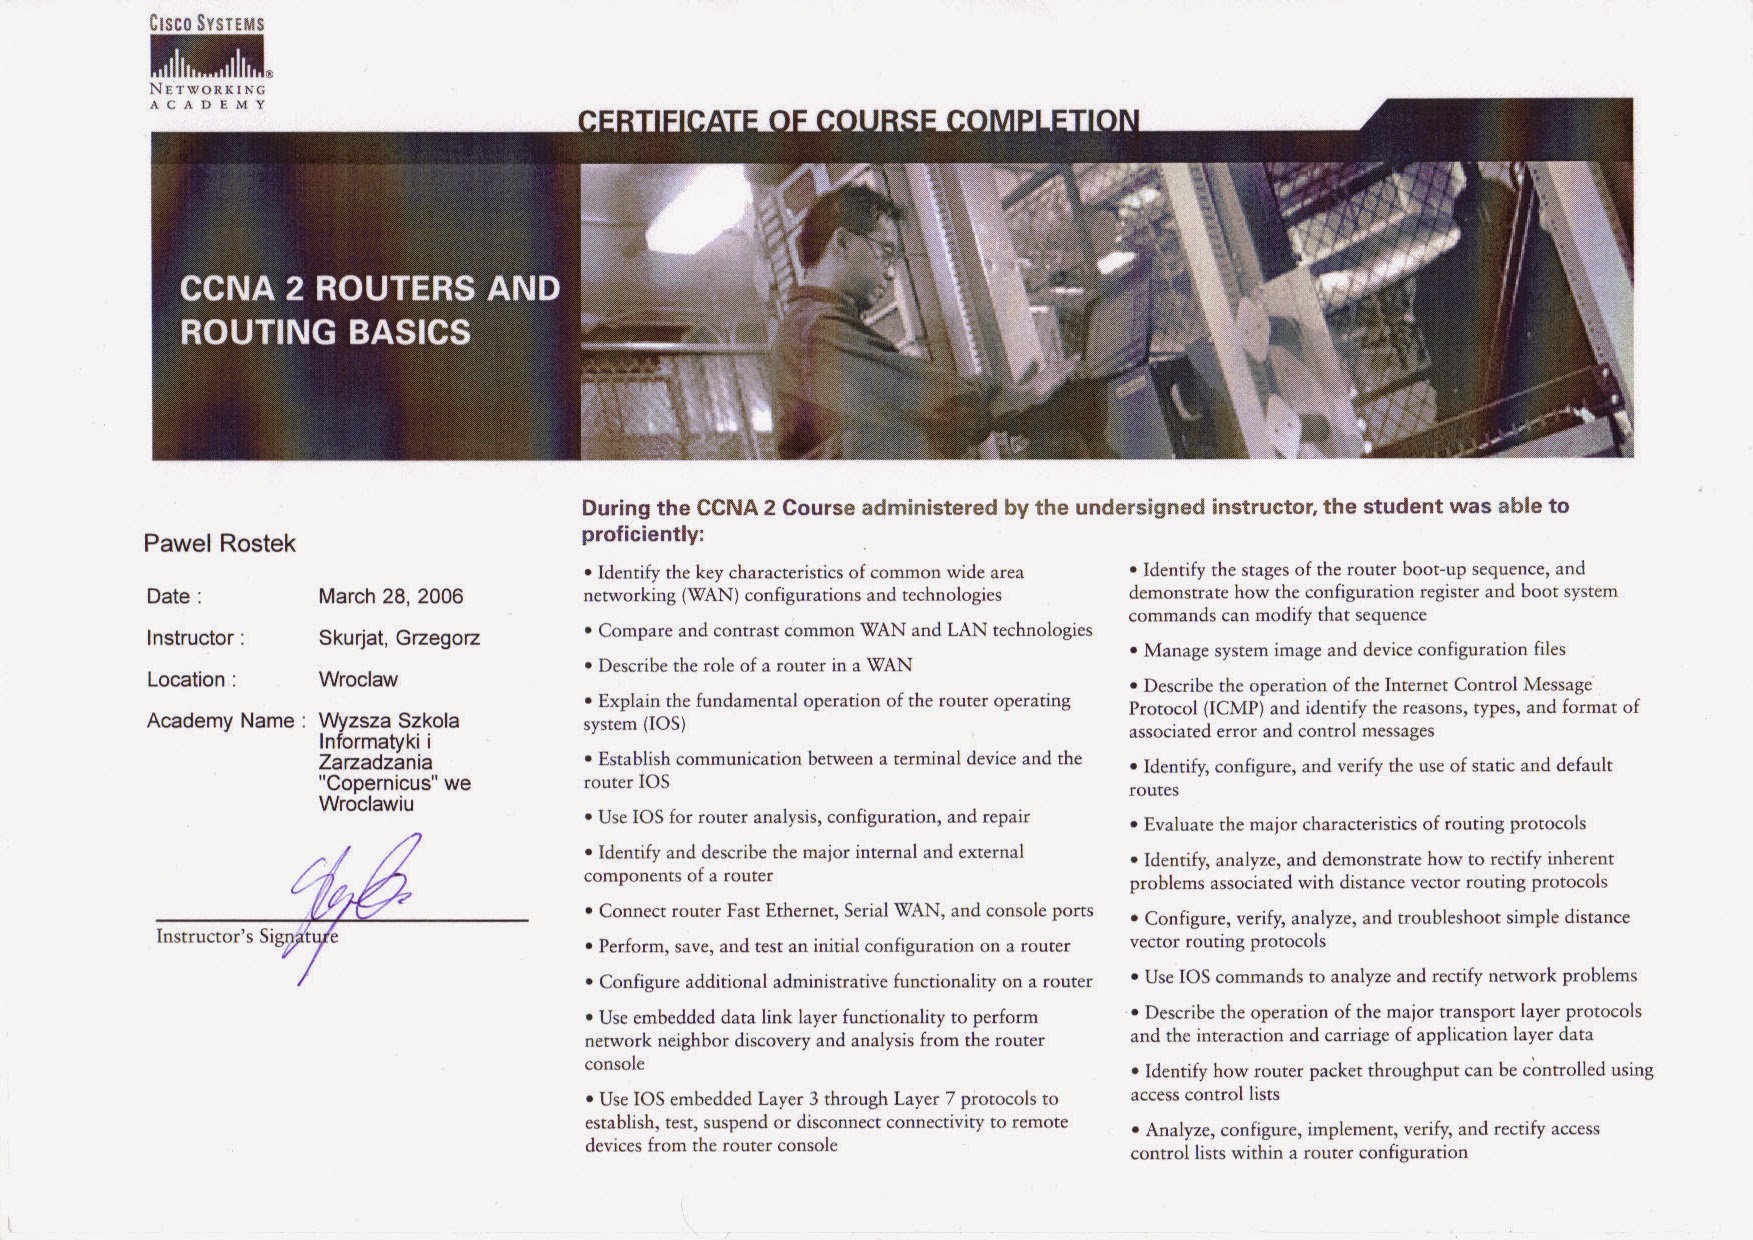 CISCO SYSTEMS
®
NETWORKING
ACADEMY
CERTIFICATE OF COURSE COMPLETION
CCNA 2 ROUTERS AND
ROUTING BASICS
Pawel Rostek
Date : March 28, 2006
Instructor : Skurjat, Grzegorz
Location : Wroclaw
Academy Name : Wyzsza Szkola
Informatyki i
Zarzadzania
"Copernicus" we
Wroclawiu
Instructor's Signature
During the CCNA 2 Course administered by the undersigned instructor, the student was able to
proficiently:
• Identify the key characteristics of common wide area
networking (WAN) configurations and technologies
• Compare and contrast common WAN and LAN technologies
• Describe the role of a router in a WAN
• Explain the fundamental operation of the router operating
system (IOS)
• Establish communication between a terminal device and the
router IOS
• Use IOS for router analysis, configuration, and repair
• Identify and describe the major internal and external
components of a router
• Connect router Fast Ethernet, Serial WAN, and console ports
• Perform, save, and test an initial configuration on a router
• Configure additional administrative functionality on a router
• Use embedded data link layer functionality to perform
network neighbor discovery and analysis from the router
console
• Use IOS embedded Layer 3 through Layer 7 protocols to
establish, test, suspend or disconnect connectivity to remote
devices from the router console
• Identify the stages of the router boot-up sequence, and
demonstrate how the configuration register and boot system
commands can modify that sequence
• Manage system image and device configuration files
• Describe the operation of the Internet Control Message
Protocol (ICMP) and identify the reasons, types, and format of
associated error and control messages
• Identify, configure, and verify the use of static and default
routes
• Evaluate the major characteristics of routing protocols
• Identify, analyze, and demonstrate how to rectify inherent
problems associated with distance vector routing protocols
• Configure, verify, analyze, and troubleshoot simple distance
vector routing protocols
• Use IOS commands to analyze and rectify network problems
• Describe the operation of the major transport layer protocols
and the interaction and carriage of application layer data
• Identify how router packet throughput can be controlled using
access control lists
• Analyze, configure, implement, verify, and rectify access
control lists within a router configuration